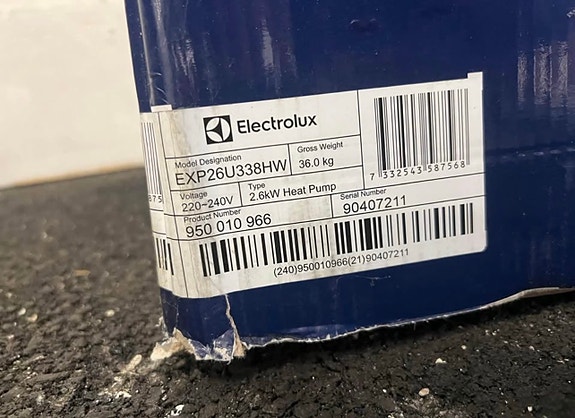 Electrolux
Model Designation
EXP26U338HW
Gross Weight
36.0 kg
Voltage
220~240V
Type
2.6kW Heat Pump
Product Number
950 010 966
Serial Number
90407211
7 332543 587568
(240)950010966(21)90407211
875